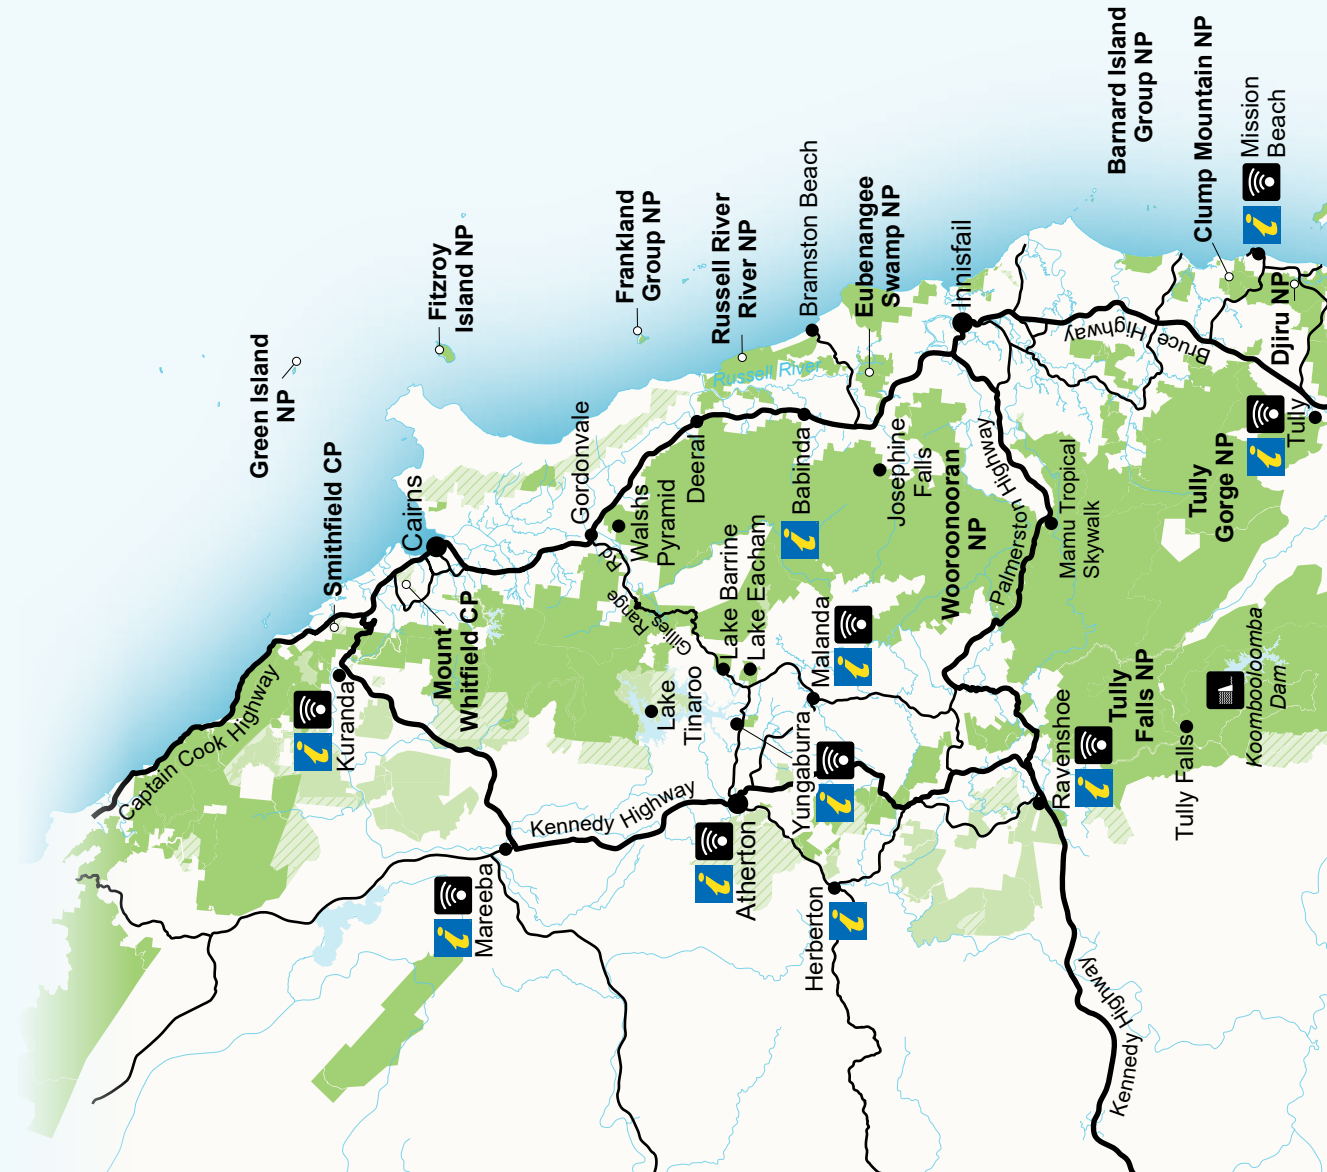 Green Island
NP
Fitzroy
Island NP
Frankland
Group NP
Russell River
River NP
Bramston Beach
Eubenangee
Swamp NP
Barnard Island
Group NP
Clump Mountain NP
Mission
Beach
i
Smithfield CP
Cairns
Gordonvale
Russell River
Innisfail
Bruce Highway
Djiru NP
Captain Cook Highway
Mount
Whitfield CP
Walshs
Pyramid
Deeral
Babinda
i
Josephine
Falls
Wooroonooran
NP
Palmerston Highway
Mamu Tropical
Skywalk
Tully
Gorge NP
Tully
i
Kuranda
i
Gillies Range Rd
Lake
Tinaroo
Lake Barrine
Lake Eacham
Malanda
i
Yungaburra
i
Ravenshoe
i
Tully
Falls NP
Tully Falls
Koombooloomba
Dam
Kennedy Highway
Mareeba
i
Atherton
i
Herberton
i
Kennedy Highway